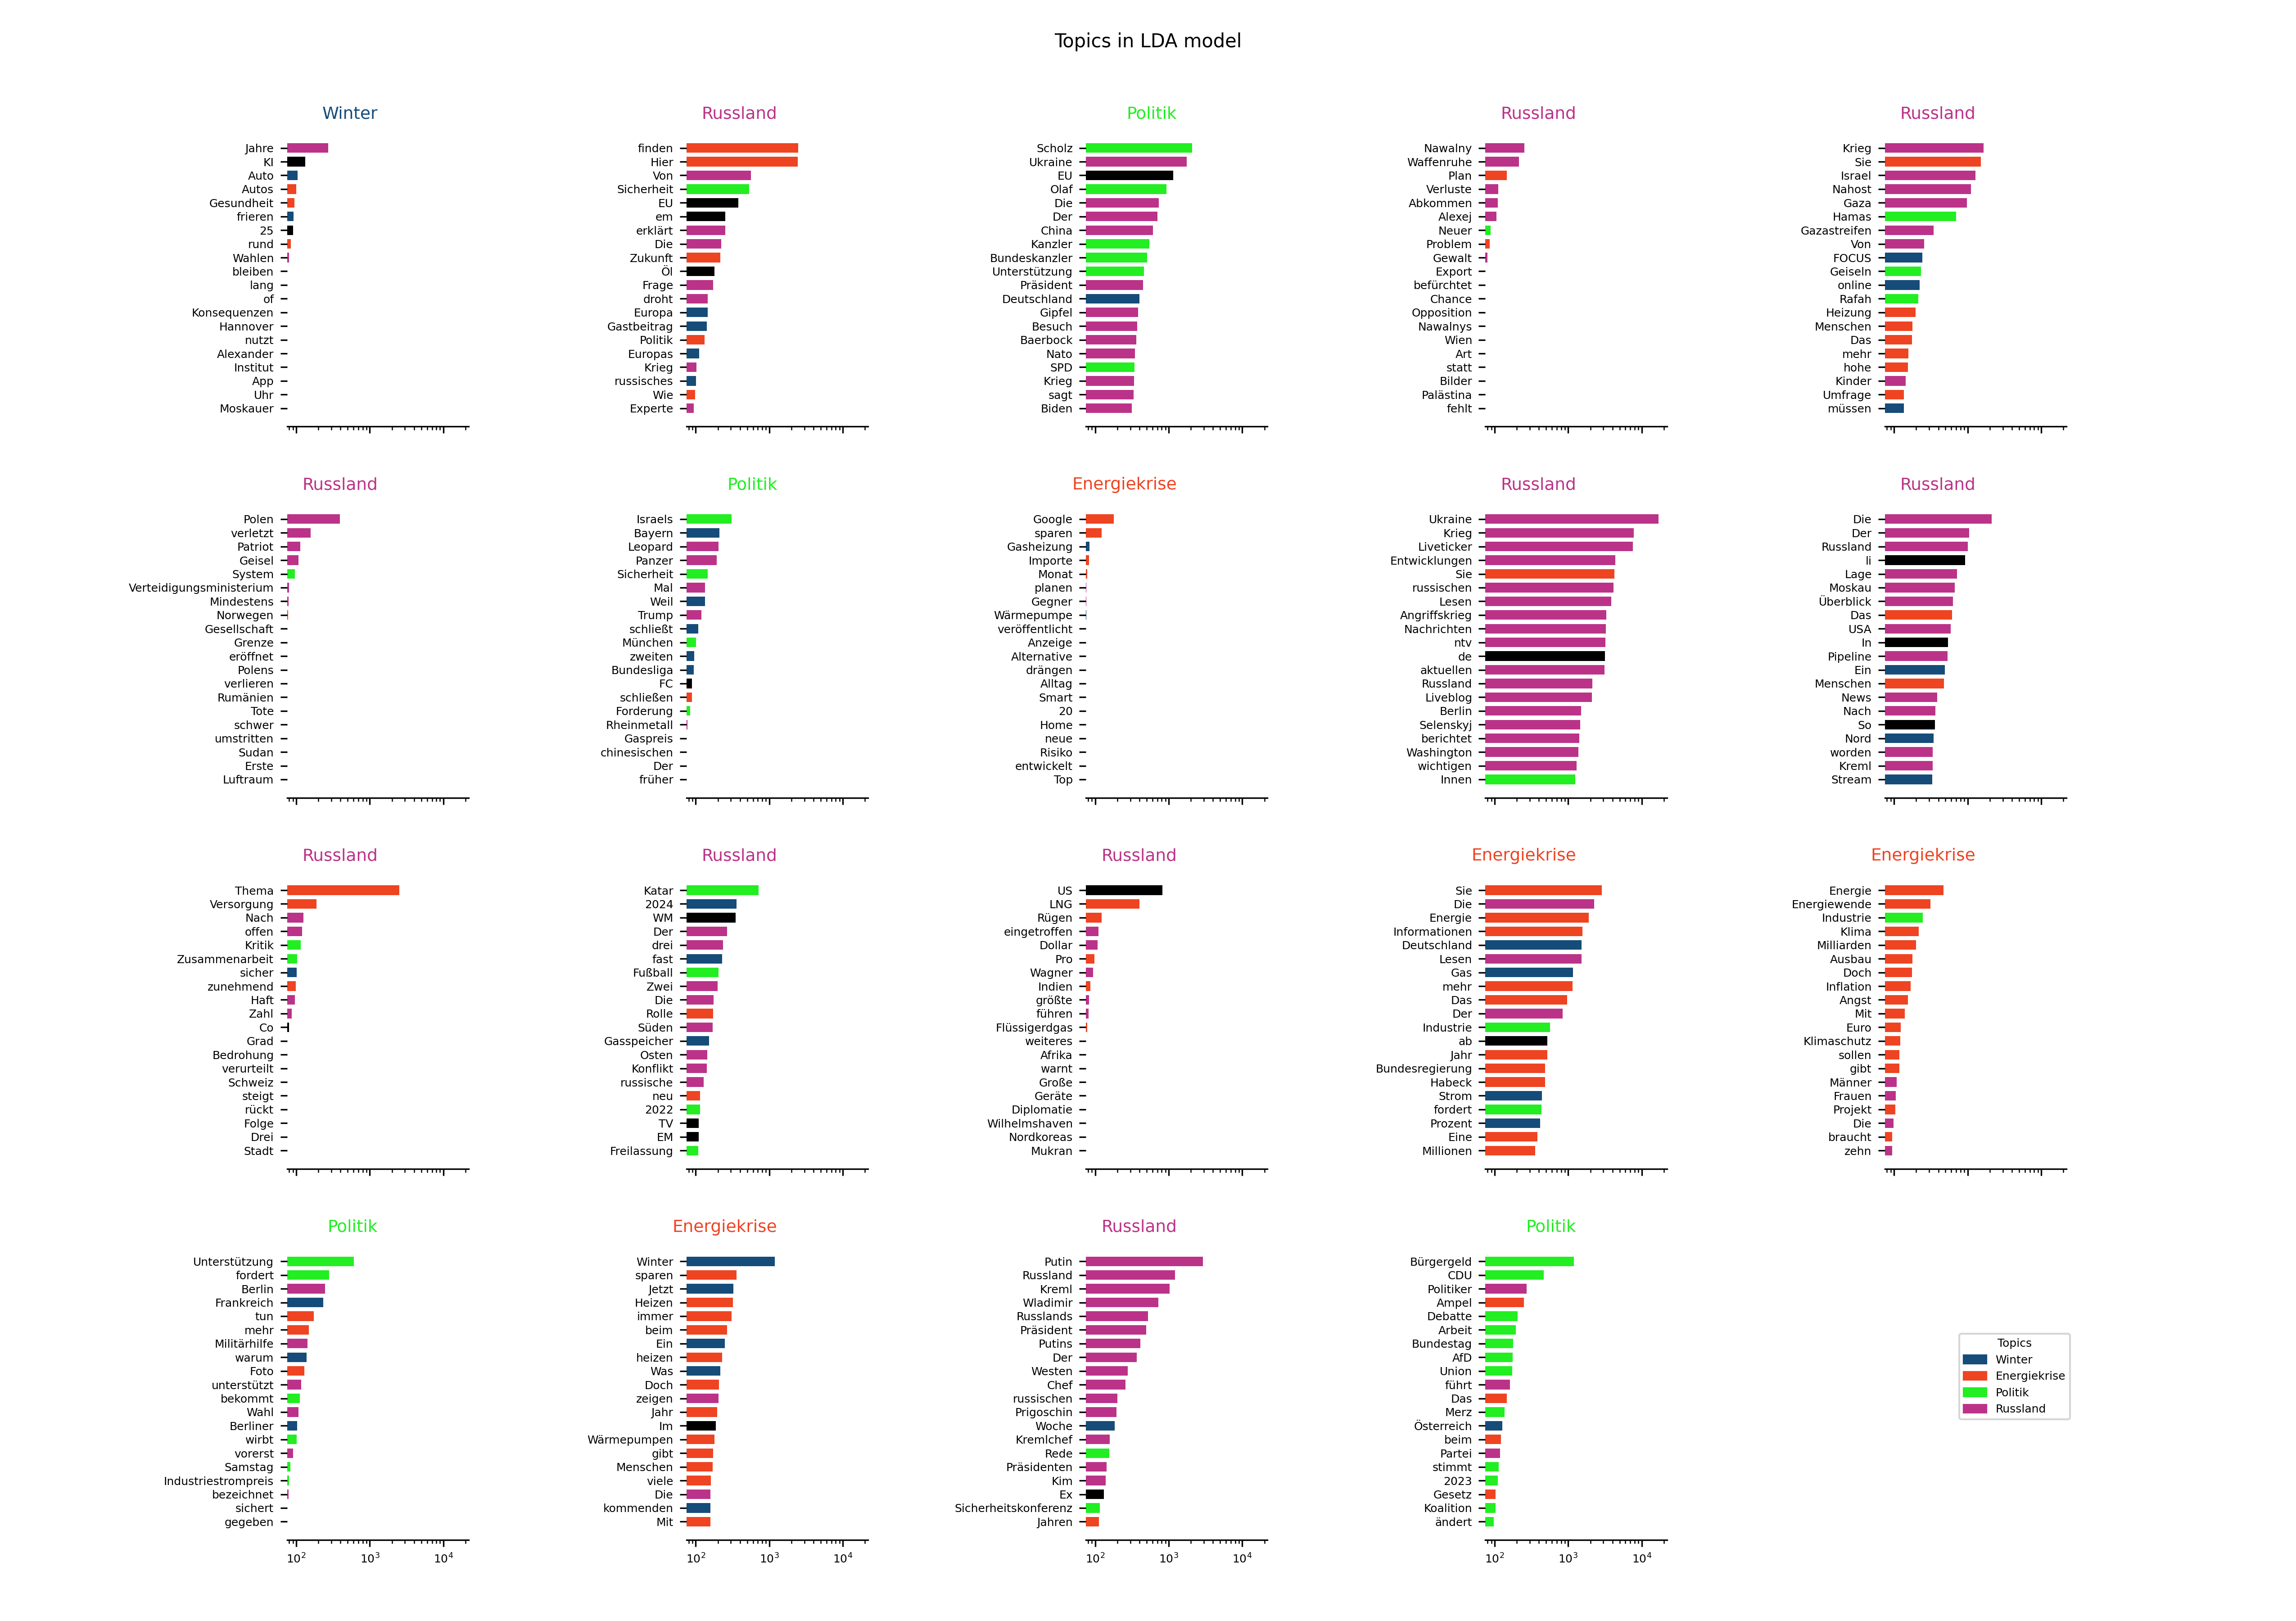 Topics in LDA model
Winter
Jahre
KI
Auto
Autos
Gesundheit
frieren
25
rund
Wahlen
bleiben
lang
of
Konsequenzen
Hannover
nutzt
Alexander
Institut
App
Uhr
Moskauer
Russland
finden
Hier
Von
Sicherheit
EU
em
erklärt
Die
Zukunft
Öl
Frage
droht
Europa
Gastbeitrag
Politik
Europas
Krieg
russisches
Wie
Experte
Politik
Scholz
Ukraine
EU
Olaf
Die
Der
China
Kanzler
Bundeskanzler
Unterstützung
Präsident
Deutschland
Gipfel
Besuch
Baerbock
Nato
SPD
Krieg
sagt
Biden
Russland
Nawalny
Waffenruhe
Plan
Verluste
Abkommen
Alexej
Neuer
Problem
Gewalt
Export
befürchtet
Chance
Opposition
Nawalnys
Wien
Art
statt
Bilder
Palästina
fehlt
Russland
Krieg
Sie
Israel
Nahost
Gaza
Hamas
Gazastreifen
Von
FOCUS
Geiseln
online
Rafah
Heizung
Menschen
Das
mehr
hohe
Kinder
Umfrage
müssen
Russland
Polen
verletzt
Patriot
Geisel
System
Verteidigungsministerium
Mindestens
Norwegen
Gesellschaft
Grenze
eröffnet
Polens
verlieren
Rumänien
Tote
schwer
umstritten
Sudan
Erste
Luftraum
Politik
Israels
Bayern
Leopard
Panzer
Sicherheit
Mal
Weil
Trump
schließt
München
zweiten
Bundesliga
FC
schließen
Forderung
Rheinmetall
Gaspreis
chinesischen
Der
früher
Energiekrise
Google
sparen
Gasheizung
Importe
Monat
planen
Gegner
Wärmepumpe
veröffentlicht
Anzeige
Alternative
drängen
Alltag
Smart
20
Home
neue
Risiko
entwickelt
Top
Russland
Ukraine
Krieg
Liveticker
Entwicklungen
Sie
russischen
Lesen
Angriffskrieg
Nachrichten
ntv
de
aktuellen
Russland
Liveblog
Berlin
Selenskyj
berichtet
Washington
wichtigen
Innen
Russland
Die
Der
Russland
li
Lage
Moskau
Überblick
Das
USA
In
Pipeline
Ein
Menschen
News
Nach
So
Nord
worden
Kreml
Stream
Russland
Thema
Versorgung
Nach
offen
Kritik
Zusammenarbeit
sicher
zunehmend
Haft
Zahl
Co
Grad
Bedrohung
verurteilt
Schweiz
steigt
rückt
Folge
Drei
Stadt
Russland
Katar
2024
WM
Der
drei
fast
Fußball
Zwei
Die
Rolle
Süden
Gasspeicher
Osten
Konflikt
russische
neu
2022
TV
EM
Freilassung
Russland
US
LNG
Rügen
eingetroffen
Dollar
Pro
Wagner
Indien
größte
führen
Flüssigerdgas
weiteres
Afrika
warnt
Große
Geräte
Diplomatie
Wilhelmshaven
Nordkoreas
Mukran
Energiekrise
Sie
Die
Energie
Informationen
Deutschland
Lesen
Gas
mehr
Das
Der
Industrie
ab
Jahr
Bundesregierung
Habeck
Strom
fordert
Prozent
Eine
Millionen
Energiekrise
Energie
Energiewende
Industrie
Klima
Milliarden
Ausbau
Doch
Inflation
Angst
Mit
Euro
Klimaschutz
sollen
gibt
Männer
Frauen
Projekt
Die
braucht
zehn
Politik
Unterstützung
fordert
Berlin
Frankreich
tun
mehr
Militärhilfe
warum
Foto
unterstützt
bekommt
Wahl
Berliner
wirbt
vorerst
Samstag
Industriestrompreis
bezeichnet
sichert
gegeben
10² 10³ 10⁴
Energiekrise
Winter
sparen
Jetzt
Heizen
immer
beim
Ein
heizen
Was
Doch
zeigen
Jahr
Im
Wärmepumpen
gibt
Menschen
viele
Die
kommenden
Mit
10² 10³ 10⁴
Russland
Putin
Russland
Kreml
Wladimir
Russlands
Präsident
Putins
Der
Westen
Chef
russischen
Prigoschin
Woche
Kremlchef
Rede
Präsidenten
Kim
Ex
Sicherheitskonferenz
Jahren
10² 10³ 10⁴
Politik
Bürgergeld
CDU
Politiker
Ampel
Debatte
Arbeit
Bundestag
AfD
Union
führt
Das
Merz
Österreich
beim
Partei
stimmt
2023
Gesetz
Koalition
ändert
10² 10³ 10⁴
Topics
Winter
Energiekrise
Politik
Russland